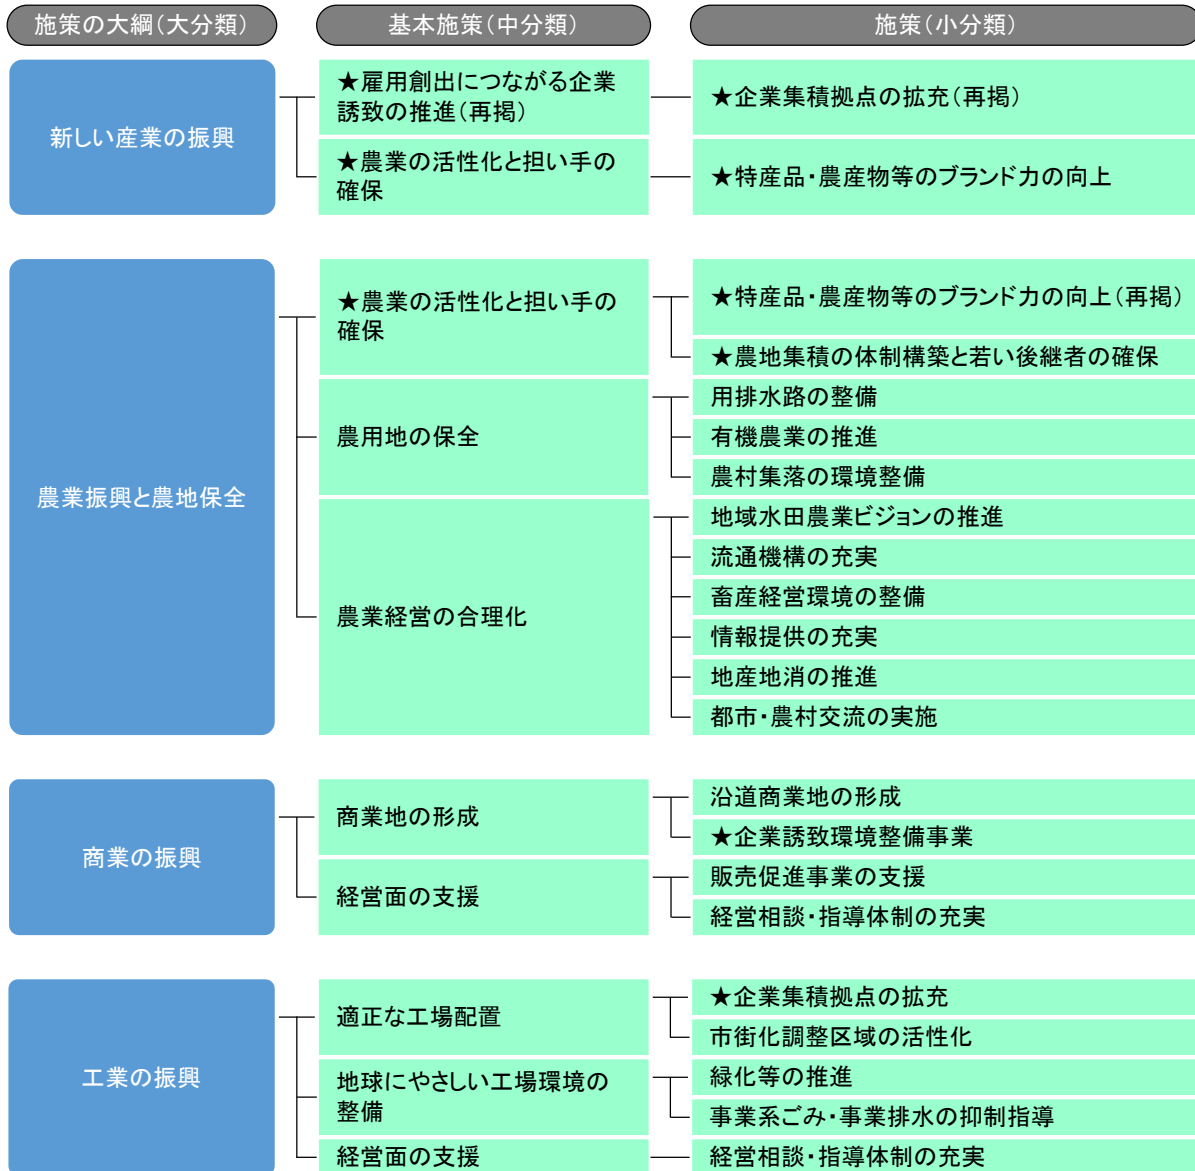 施策の大綱(大分類)
基本施策(中分類)
施策(小分類)
新しい産業の振興
★雇用創出につながる企業
誘致の推進(再掲)
★企業集積拠点の拡充(再掲)
★農業の活性化と担い手の
確保
★特産品・農産物等のブランド力の向上
農業振興と農地保全
★農業の活性化と担い手の
確保
★特産品・農産物等のブランド力の向上(再掲)
★農地集積の体制構築と若い後継者の確保
農用地の保全
用排水路の整備
有機農業の推進
農村集落の環境整備
農業経営の合理化
地域水田農業ビジョンの推進
流通機構の充実
畜産経営環境の整備
情報提供の充実
地産地消の推進
都市・農村交流の実施
商業の振興
商業地の形成
沿道商業地の形成
★企業誘致環境整備事業
経営面の支援
販売促進事業の支援
経営相談・指導体制の充実
工業の振興
適正な工場配置
★企業集積拠点の拡充
市街化調整区域の活性化
地球にやさしい工場環境の
整備
緑化等の推進
事業系ごみ・事業排水の抑制指導
経営面の支援
経営相談・指導体制の充実